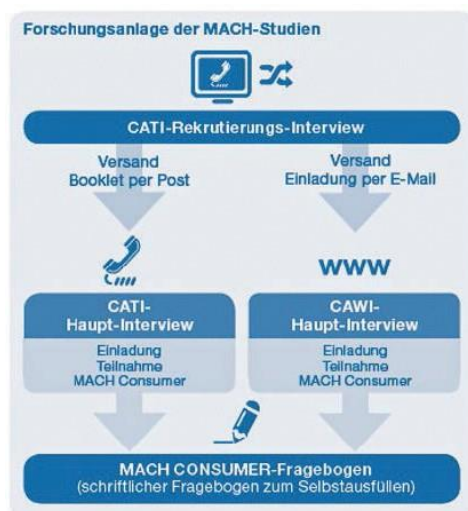 Forschungsanlage der MACH-Studien
CATI-Rekrutierungs-Interview
Versand
Booklet per Post
Versand
Einladung per E-Mail
www
CATI-
Haupt-Interview
Einladung
Teilnahme
MACH Consumer
CAWI-
Haupt-Interview
Einladung
Teilnahme
MACH Consumer
MACH CONSUMER-Fragebogen
(schriftlicher Fragebogen zum Selbstausfüllen)